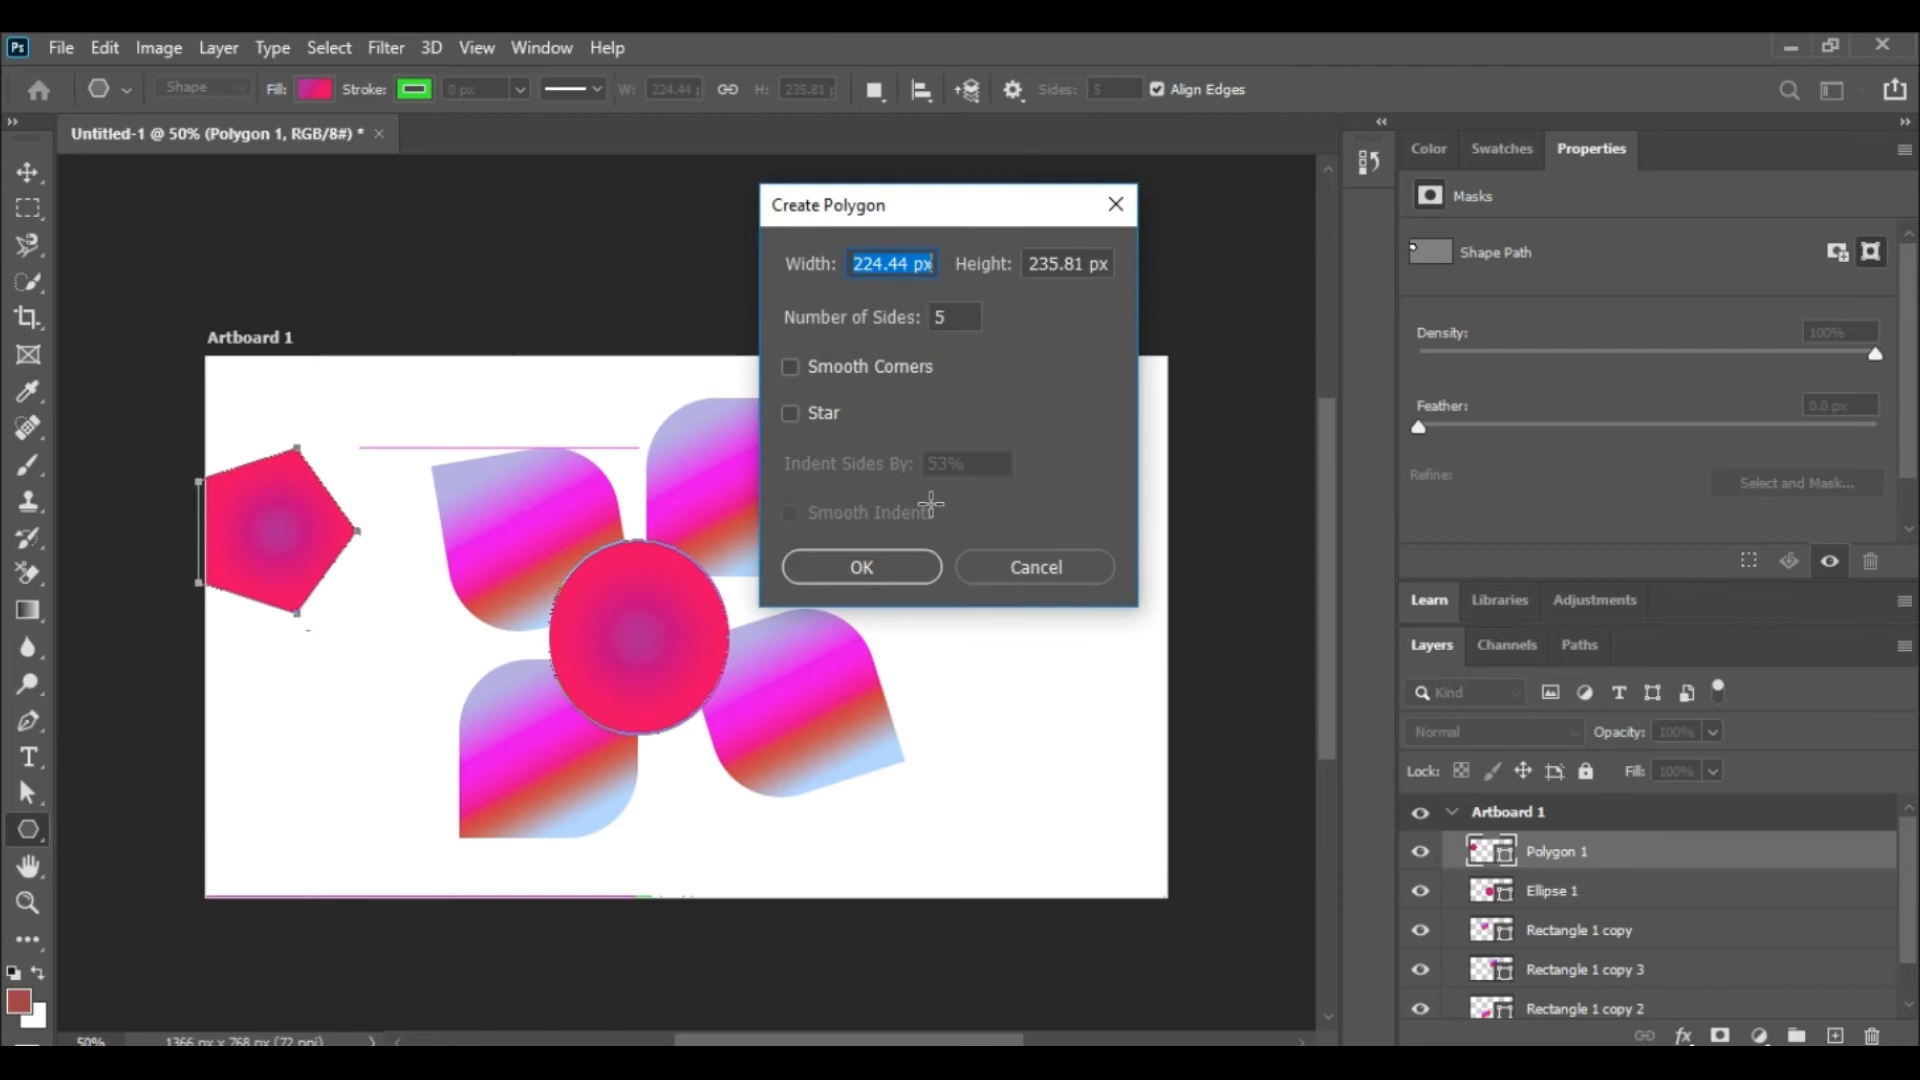 Ps File Edit Image Layer Type Select Filter 3D View Window Help
Shape Fill: Stroke: 0 px W: 224.44 H: 235.81 Sides: 5 Align Edges
Untitled-1 @ 50% (Polygon 1, RGB/8#) *
Artboard 1
Create Polygon
Width: 224.44 px Height: 235.81 px
Number of Sides: 5
Smooth Corners
Star
Indent Sides By: 53%
Smooth Indents
OK Cancel
Color Swatches Properties
Masks
Shape Path
Density: 100%
Feather: 0.0 px
Refine: Select and Mask...
Learn Libraries Adjustments
Layers Channels Paths
Kind
Normal Opacity: 100%
Lock: Fill: 100%
Artboard 1
Polygon 1
Ellipse 1
Rectangle 1 copy
Rectangle 1 copy 3
Rectangle 1 copy 2
fx
50% 1366 px x 768 px (72 ppi)